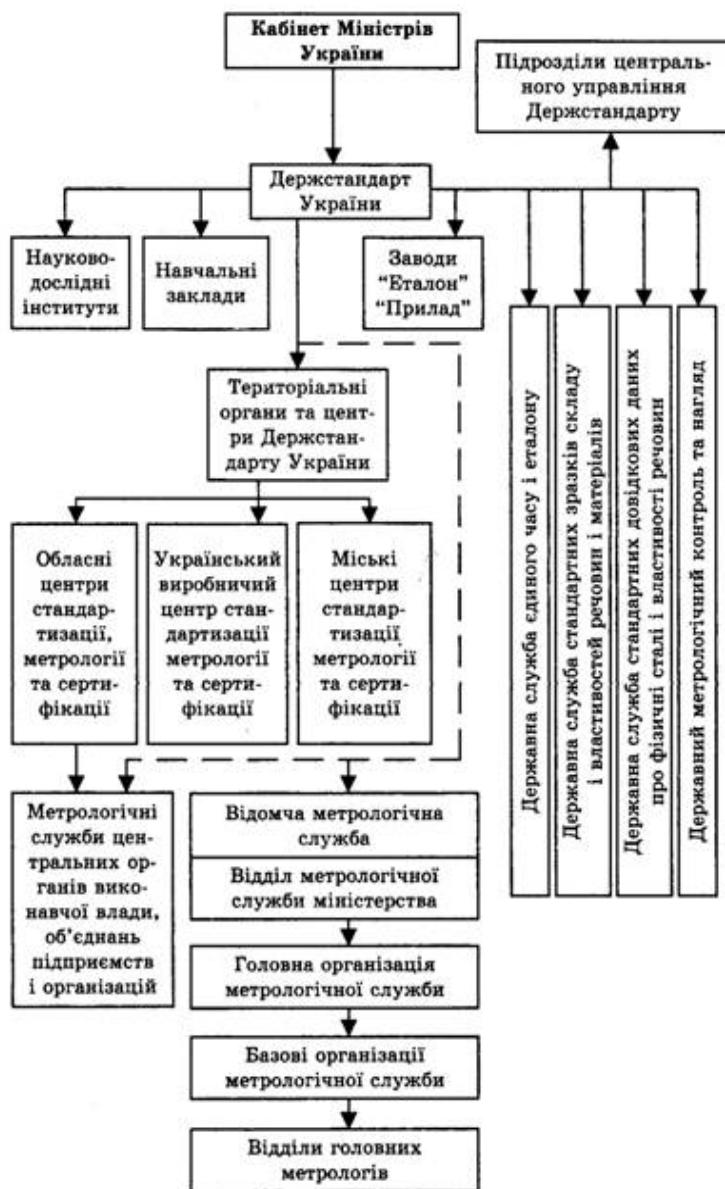 Кабінет Міністрів
України
Підрозділи централь-
ного управління
Держстандарту
Держстандарт
України
Науково-
дослідні
інститути
Навчальні
заклади
Заводи
“Еталон”
“Прилад”
Державна служба єдиного часу і еталону
Державна служба стандартних зразків складу
і властивостей речовин і матеріалів
Державна служба стандартних довідкових даних
про фізичні сталі і властивості речовин
Державний метрологічний контроль та нагляд
Територіальні
органи та цент-
ри Держстан-
дарту України
Обласні
центри
стандар-
тизації,
метрології
та серти-
фікації
Український
виробничий
центр стан-
дартизації
метрології
та серти-
фікації
Міські
центри
стандар-
тизації,
метрології
та серти-
фікації
Метрологічні
служби цен-
тральних ор-
ганів вико-
навчої влади,
об’єднань
підприємств
і організацій
Відомча метрологічна
служба
Відділ метрологічної
служби міністерства
Головна організація
метрологічної служби
Базові організації
метрологічної служби
Відділи головних
метрологів